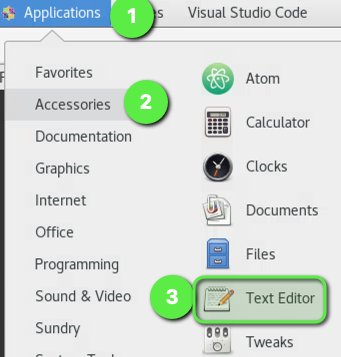 Applications 1 Visual Studio Code
Favorites
Accessories 2
Documentation
Graphics
Internet
Office
Programming
Sound & Video
Sundry
Atom
Calculator
Clocks
Documents
Files
3 Text Editor
Tweaks